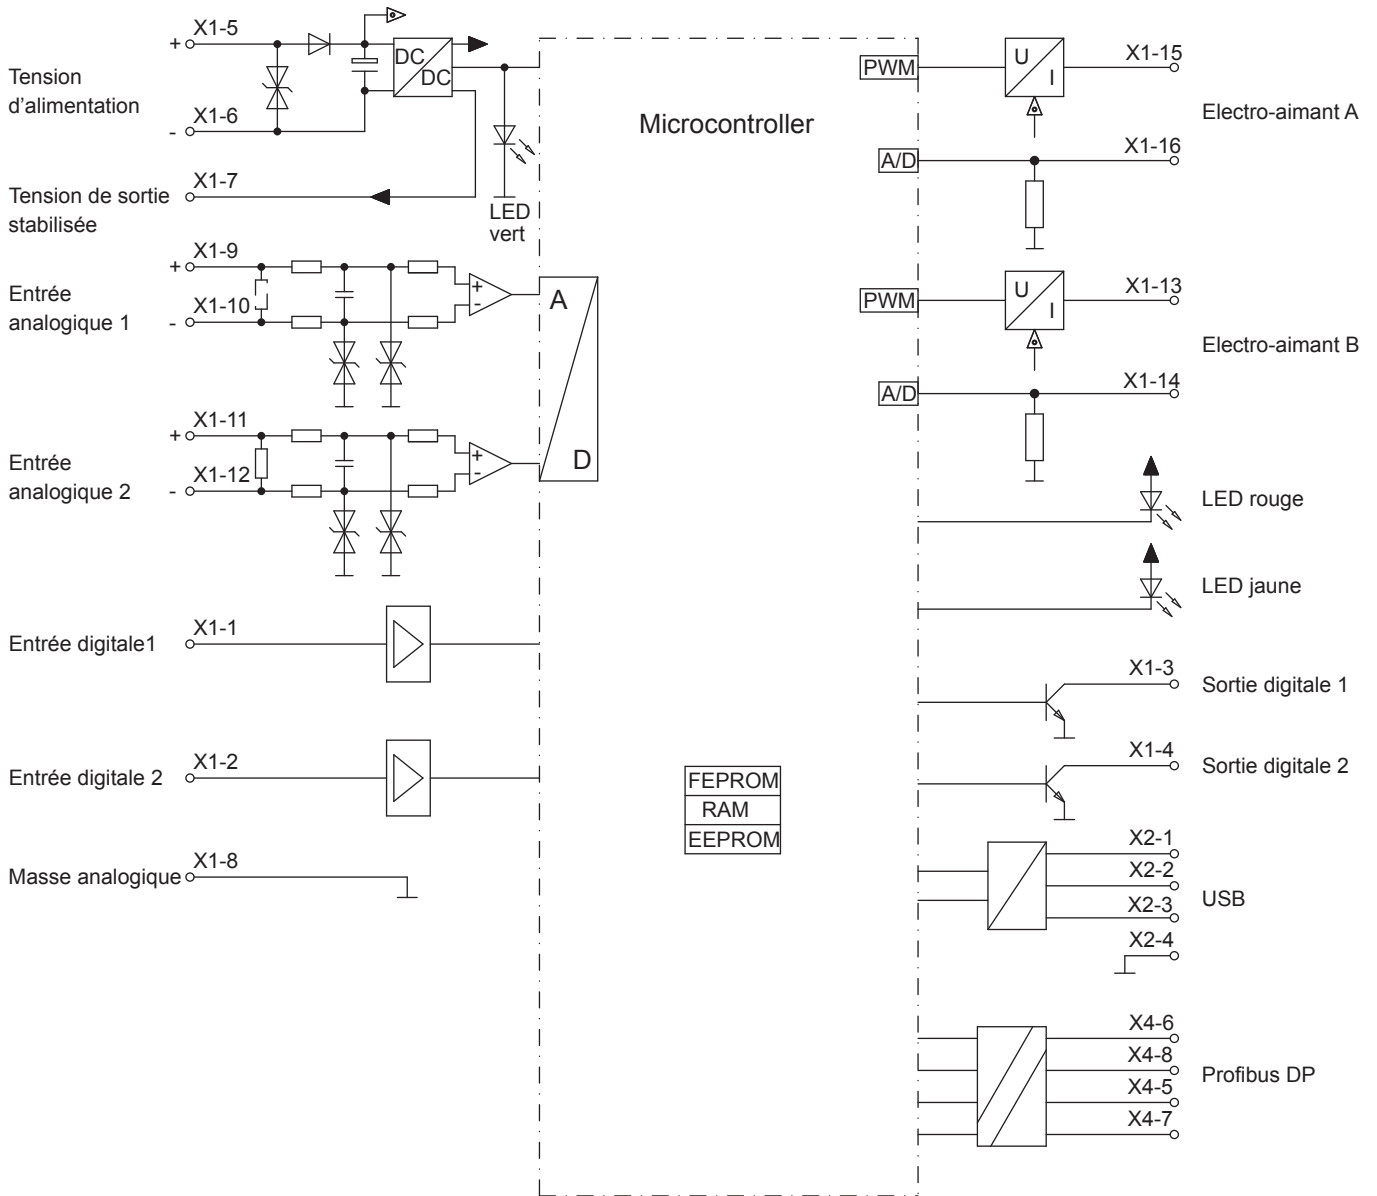 X1-5
+
Tension
d'alimentation
DC
DC
X1-6
-
X1-7
Tension de sortie
stabilisée
LED
vert
X1-9
+
Entrée
analogique 1
X1-10
-
+
-
A
D
X1-11
+
Entrée
analogique 2
X1-12
-
+
-
Entrée digitale1
X1-1
Entrée digitale 2
X1-2
Masse analogique
X1-8
Microcontroller
FEPROM
RAM
EEPROM
PWM
U
I
X1-15
Electro-aimant A
A/D
X1-16
PWM
U
I
X1-13
Electro-aimant B
A/D
X1-14
LED rouge
LED jaune
X1-3
Sortie digitale 1
X1-4
Sortie digitale 2
X2-1
X2-2
X2-3
USB
X2-4
X4-6
X4-8
Profibus DP
X4-5
X4-7